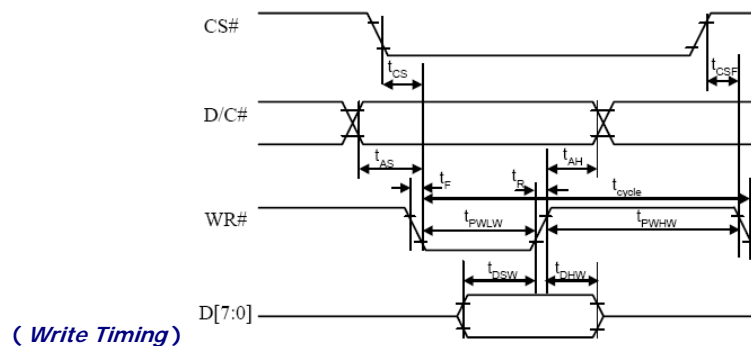 CS#
tCS
tCSF
D/C#
tAS
tAH
tF
tR
tcycle
WR#
tPWLW
tPWHW
tDSW
tDHW
D[7:0]
( Write Timing )